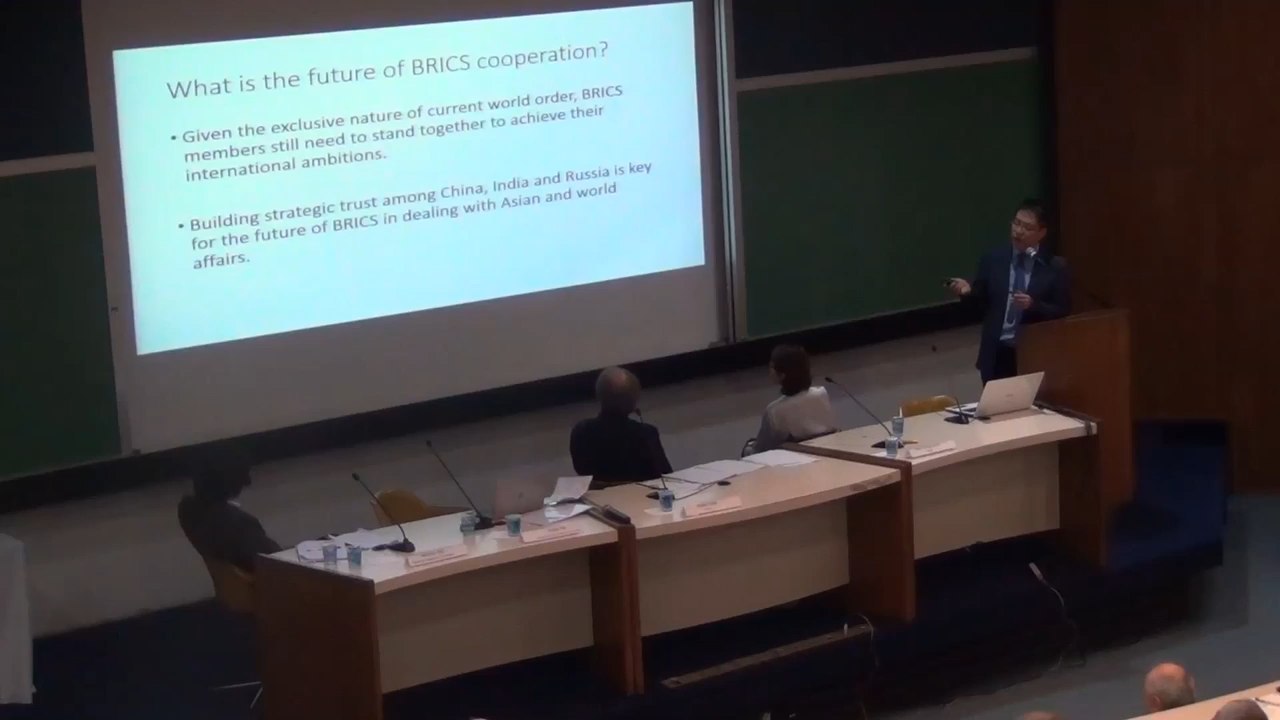 What is the future of BRICS cooperation?
• Given the exclusive nature of current world order, BRICS
members still need to stand together to achieve their
international ambitions.
• Building strategic trust among China, India and Russia is key
for the future of BRICS in dealing with Asian and world
affairs.